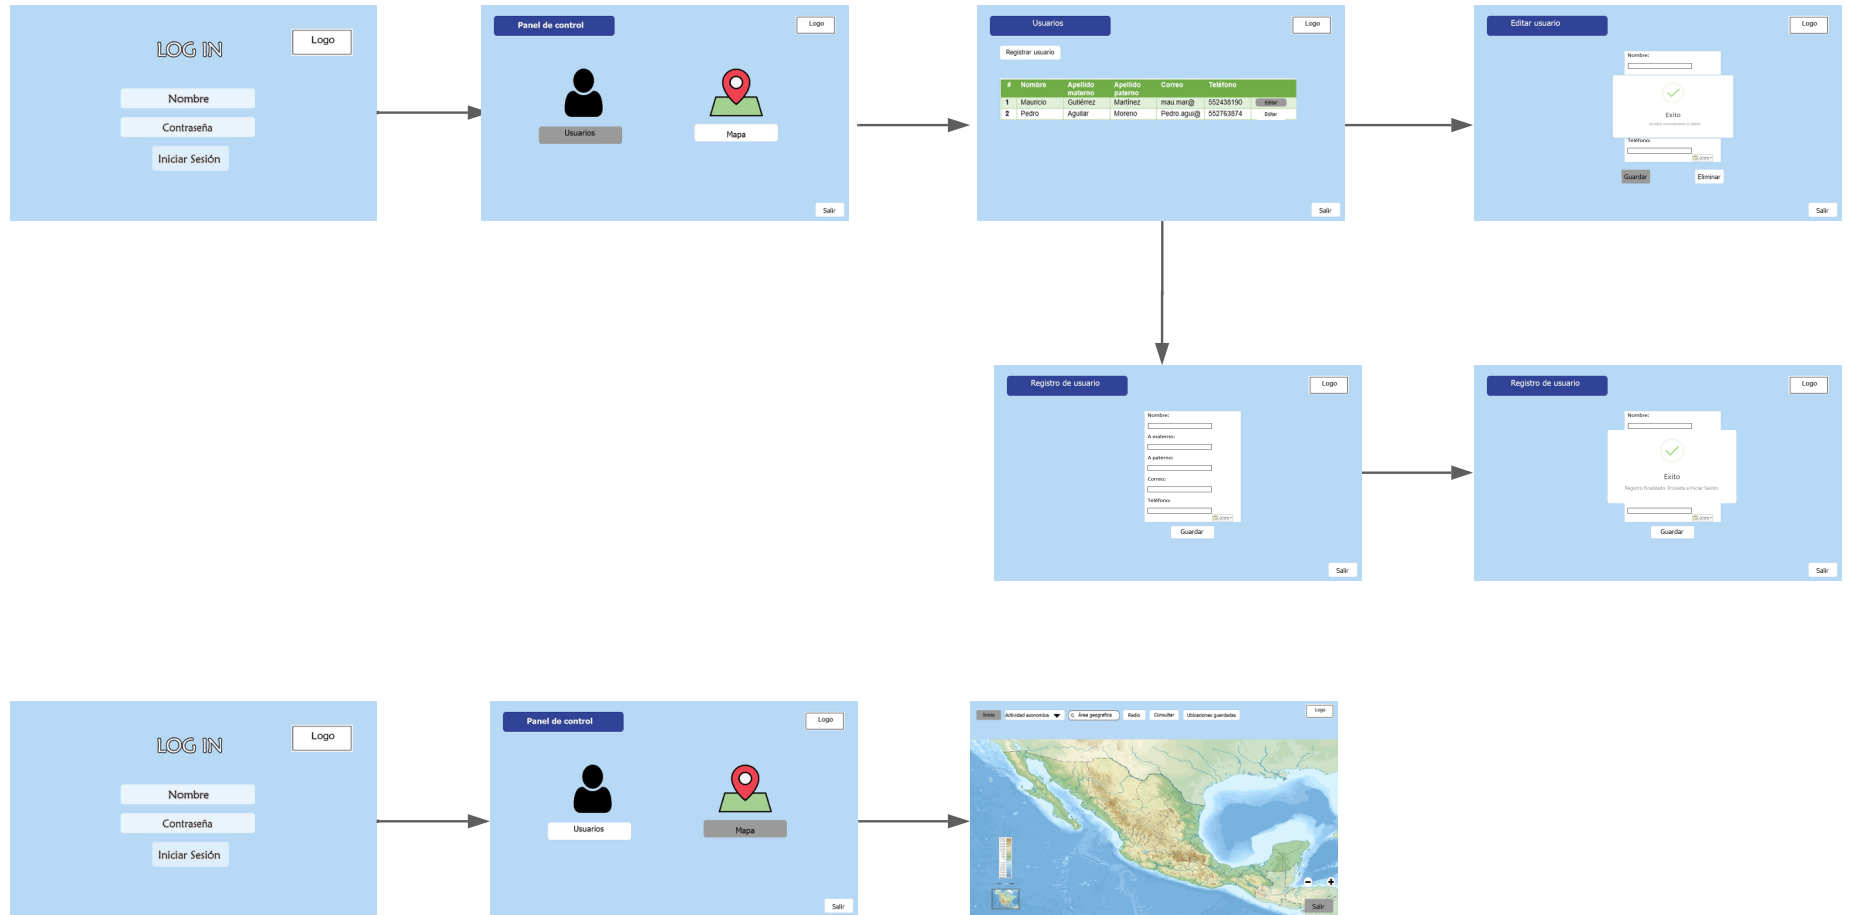 LOG IN
Logo
Nombre
Contraseña
Iniciar Sesión
Panel de control
Logo
Usuarios
Mapa
Salir
Usuarios
Logo
Registrar usuario
# Nombre Apellido materno Apellido paterno Correo Teléfono
1 Mauricio Gutiérrez Martínez mau.mar@ 552438190 Editar
2 Pedro Aguilar Moreno Pedro.agui@ 552763874 Editar
Salir
Editar usuario
Logo
Nombre:
Exito
Teléfono:
Guardar
Eliminar
Salir
Registro de usuario
Logo
Nombre:
A materno:
A paterno:
Correo:
Teléfono:
Guardar
Salir
Registro de usuario
Logo
Nombre:
Exito
Registro Finalizado. Proceda a Iniciar Sesión
Guardar
Salir
LOG IN
Logo
Nombre
Contraseña
Iniciar Sesión
Panel de control
Logo
Usuarios
Mapa
Salir
Inicio
Actividad economica
Área geografica
Radio
Consultar
Ubicaciones guardadas
Logo
Salir